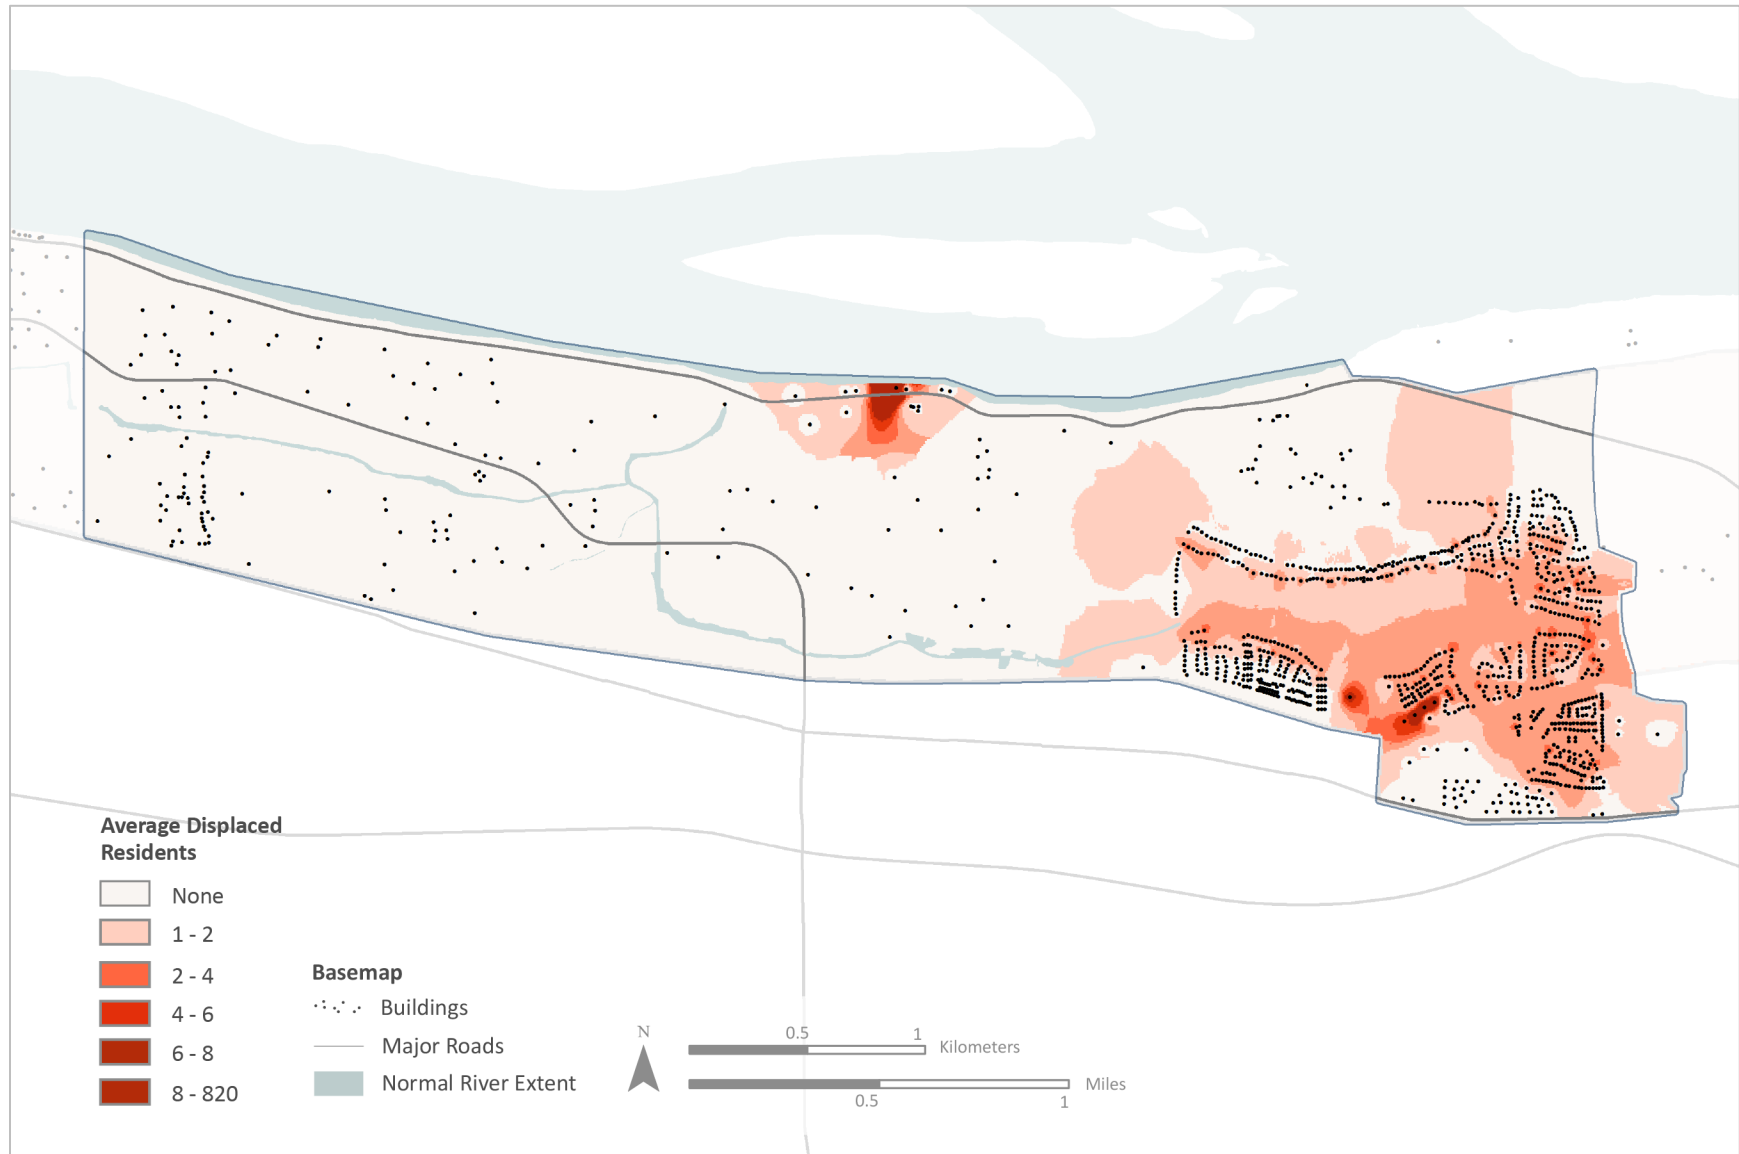 Average Displaced
Residents
None
1 - 2
2 - 4
4 - 6
6 - 8
8 - 820
Basemap
Buildings
Major Roads
Normal River Extent
N
0.5 1
Kilometers
Miles
0.5 1